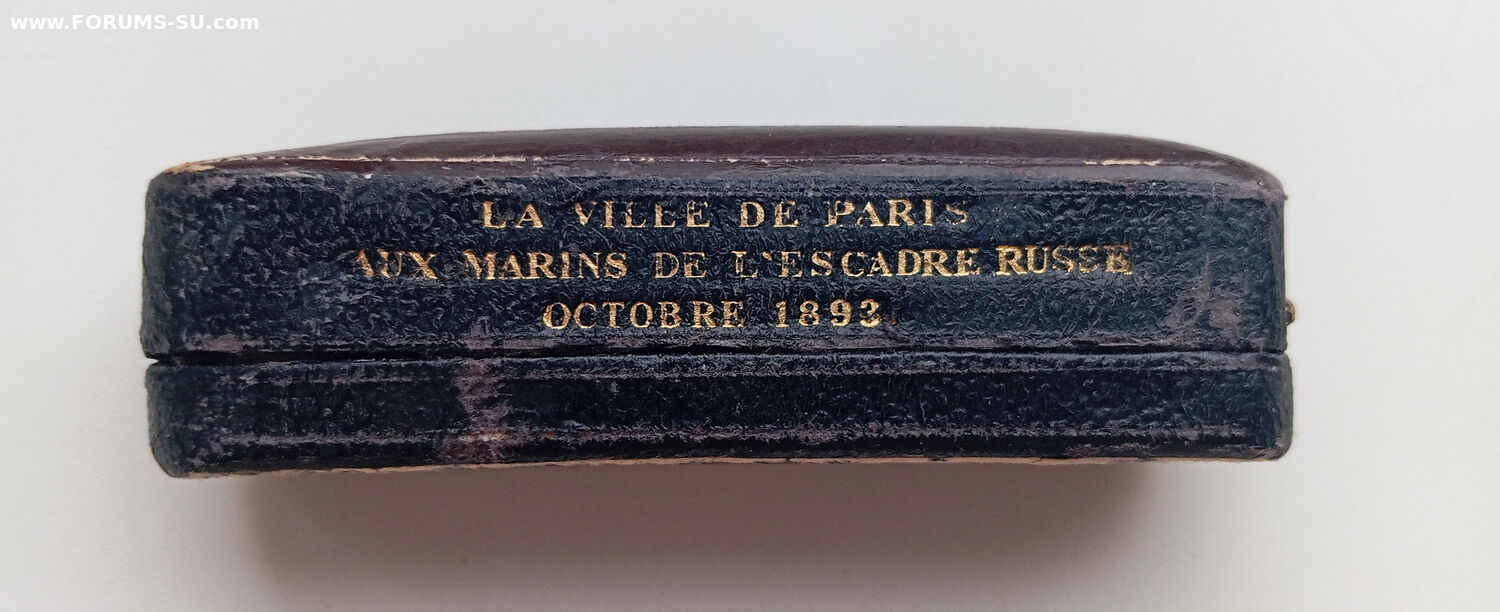 www.FORUMS-SU.com
LA VILLE DE PARIS
AUX MARINS DE L'ESCADRE RUSSE
OCTOBRE 1893